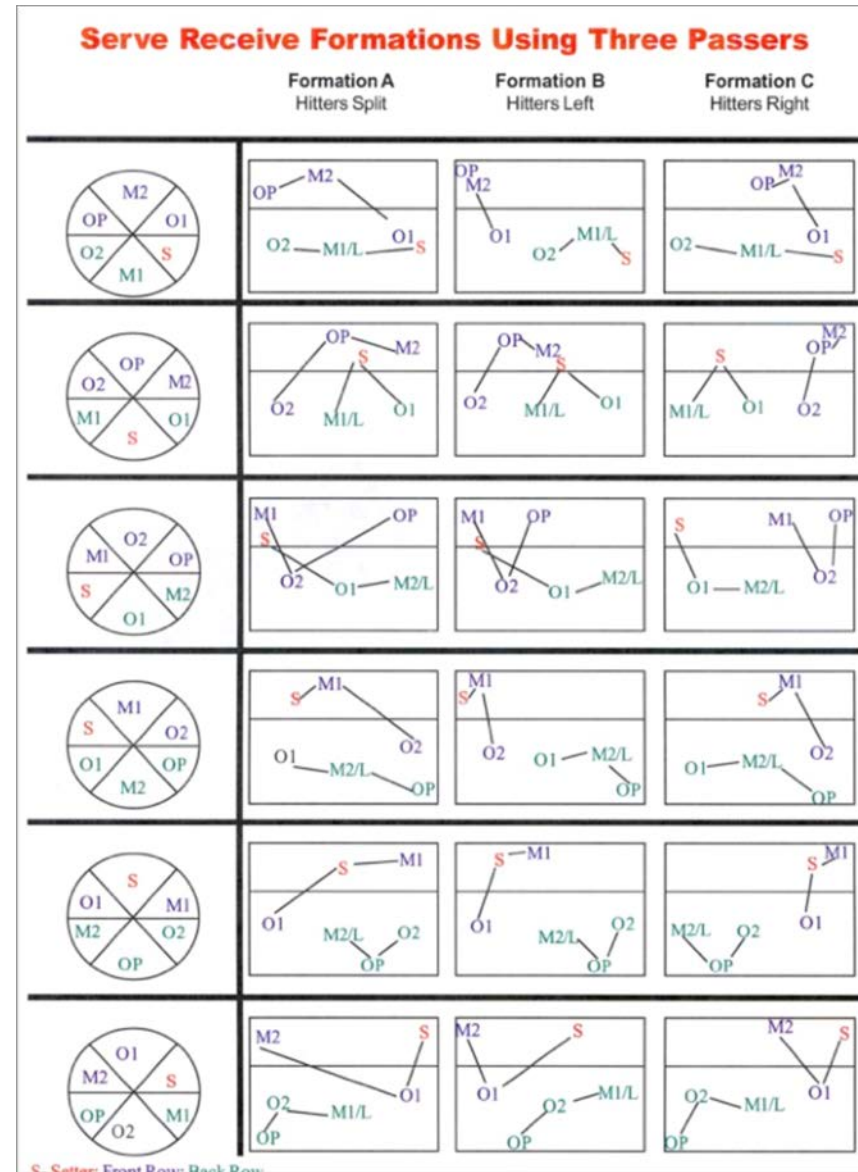 Serve Receive Formations Using Three Passers
Formation A Formation B Formation C
Hitters Split Hitters Left Hitters Right
M2
OP O1
O2 S
M1
OP M2
O2 M1/L O1 S
OP
M2
O1 M1/L
O2 S
M2
OP
O1
O2 M1/L S
OP
O2 M2
M1 O1
S
OP
S M2
O2 M1/L O1
OP M2
S
O2 M1/L O1
M2
S OP
M1/L O1 O2
O2
M1 OP
S M2
O1
M1 OP
S
O2 O1 M2/L
M1 OP
S
O2 O1 M2/L
S M1 OP
O1 M2/L O2
M1
S O2
O1 OP
M2
S M1
O2
O1 M2/L OP
M1
S
O2 O1 M2/L
OP
M1
S
O2
O1 M2/L
OP
S
O1 M1
M2 O2
OP
S M1
O1 M2/L O2
OP
S M1
O1 M2/L O2
OP
M1
S
O1
M2/L O2
OP
O1
M2 S
OP M1
O2
M2 S
O1
O2 M1/L
OP
M2 S
O1 M1/L
O2
OP
M2 S
O1
O2 M1/L
OP
S- Setter; Front Row; Back Row